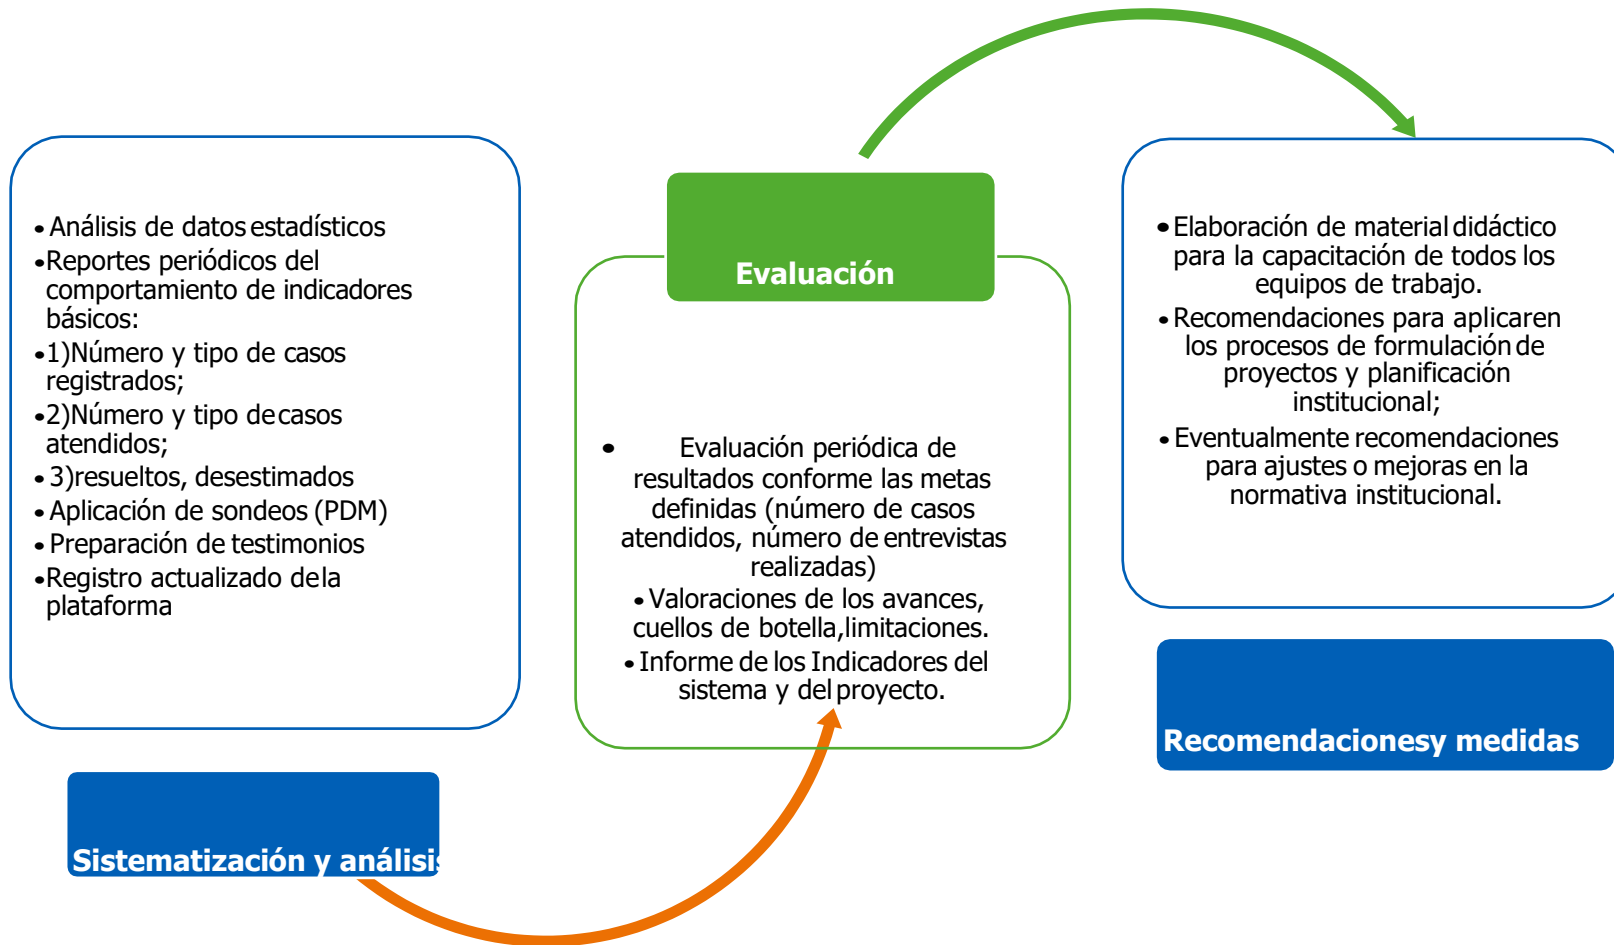 • Análisis de datos estadísticos
• Reportes periódicos del
comportamiento de indicadores
básicos:
• 1)Número y tipo de casos
registrados;
• 2)Número y tipo de casos
atendidos;
• 3)resueltos, desestimados
• Aplicación de sondeos (PDM)
• Preparación de testimonios
• Registro actualizado de la
plataforma
Sistematización y análisis
Evaluación
• Evaluación periódica de
resultados conforme las metas
definidas (número de casos
atendidos, número de entrevistas
realizadas)
• Valoraciones de los avances,
cuellos de botella,limitaciones.
• Informe de los Indicadores del
sistema y del proyecto.
• Elaboración de material didáctico
para la capacitación de todos los
equipos de trabajo.
• Recomendaciones para aplicaren
los procesos de formulación de
proyectos y planificación
institucional;
• Eventualmente recomendaciones
para ajustes o mejoras en la
normativa institucional.
Recomendacionesy medidas